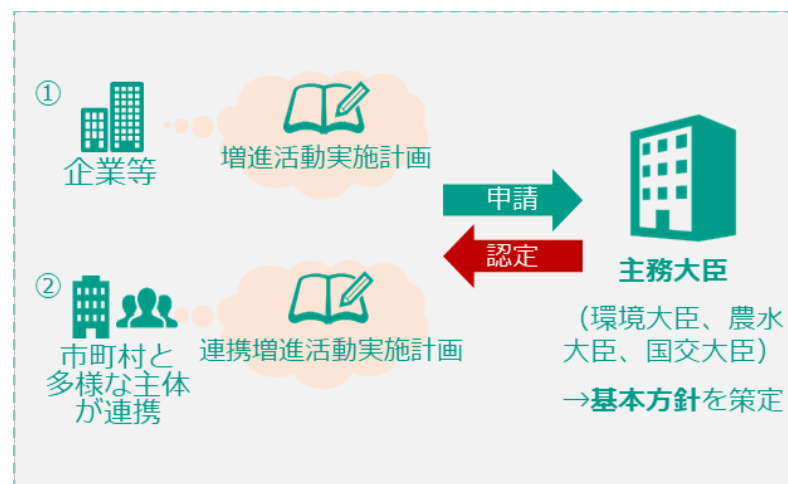 ①
企業等
増進活動実施計画
②
市町村と
多様な主体
が連携
連携増進活動実施計画
申請
認定
主務大臣
（環境大臣、農水
大臣、国交大臣）
→基本方針を策定